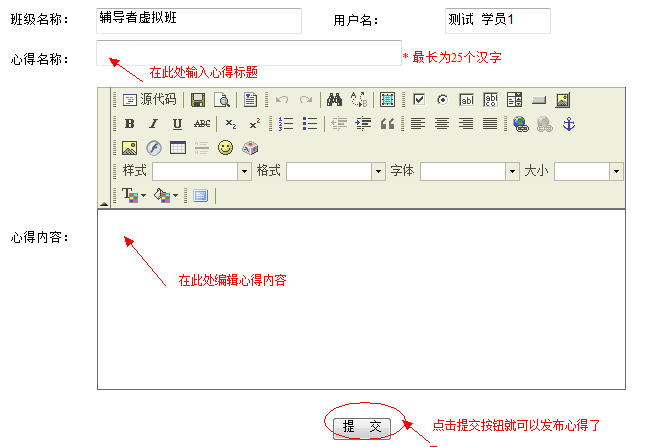 班级名称： 辅导者虚拟班 用户名： 测试 学员1
心得名称： * 最长为25个汉字
在此处输入心得标题
源代码
B I U ABC X₂ X²
样式 格式 字体 大小
心得内容：
在此处编辑心得内容
提 交 点击提交按钮就可以发布心得了